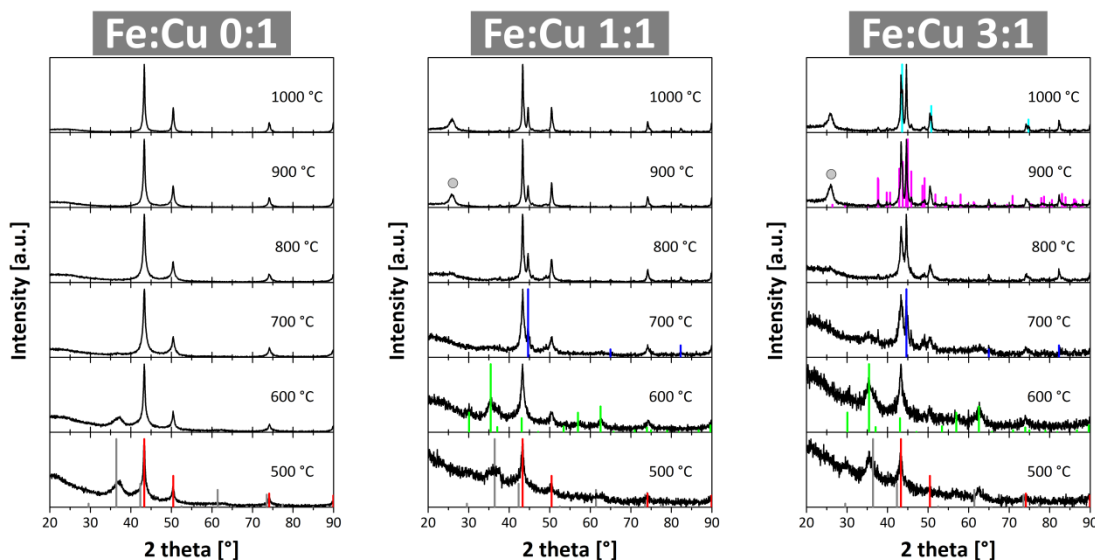 Fe:Cu 0:1
Fe:Cu 1:1
Fe:Cu 3:1
Intensity [a.u.]
1000 °C
900 °C
800 °C
700 °C
600 °C
500 °C
20 30 40 50 60 70 80 90
2 theta [°]
Intensity [a.u.]
1000 °C
900 °C
800 °C
700 °C
600 °C
500 °C
20 30 40 50 60 70 80 90
2 theta [°]
Intensity [a.u.]
1000 °C
900 °C
800 °C
700 °C
600 °C
500 °C
20 30 40 50 60 70 80 90
2 theta [°]